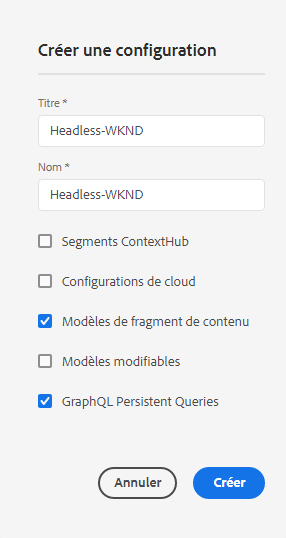 Créer une configuration
Titre *
Headless-WKND
Nom *
Headless-WKND
Segments ContextHub
Configurations de cloud
Modèles de fragment de contenu
Modèles modifiables
GraphQL Persistent Queries
Annuler
Créer